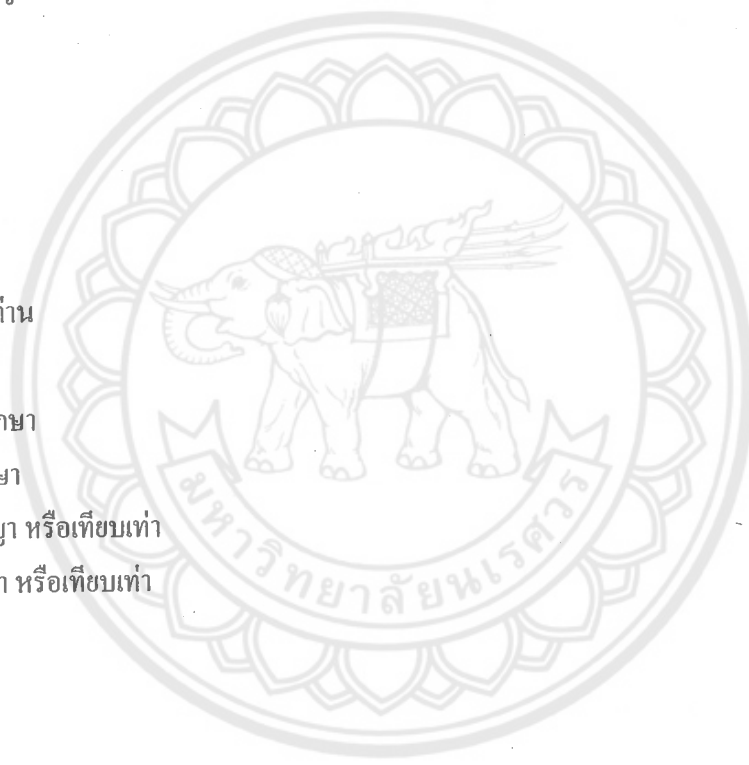 ท่าน
กษา
ษา
ญา หรือเทียบเท่า
า หรือเทียบเท่า
มหาวิทยาลัยนเรศวร